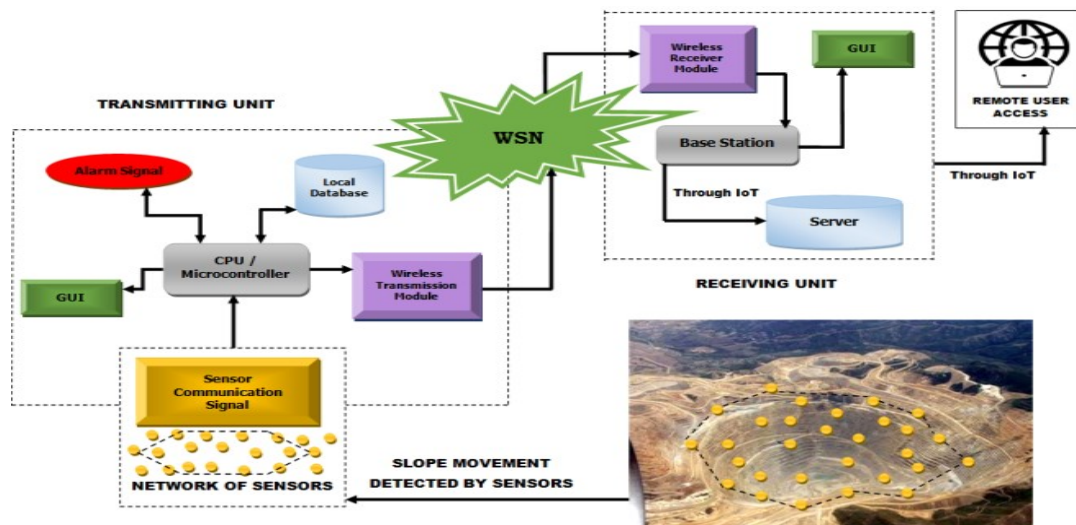 TRANSMITTING UNIT
Alarm Signal
Local
Database
CPU /
Microcontroller
GUI
Wireless
Transmission
Module
Sensor
Communication
Signal
NETWORK OF SENSORS
WSN
Wireless
Receiver
Module
GUI
Base Station
Through IoT
Server
RECEIVING UNIT
REMOTE USER
ACCESS
Through IoT
SLOPE MOVEMENT
DETECTED BY SENSORS